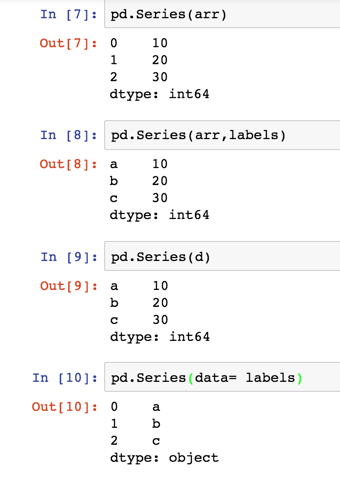 In [7]: pd.Series(arr)
Out[7]: 0    10
1    20
2    30
dtype: int64
In [8]: pd.Series(arr,labels)
Out[8]: a    10
b    20
c    30
dtype: int64
In [9]: pd.Series(d)
Out[9]: a    10
b    20
c    30
dtype: int64
In [10]: pd.Series(data= labels)
Out[10]: 0    a
1    b
2    c
dtype: object